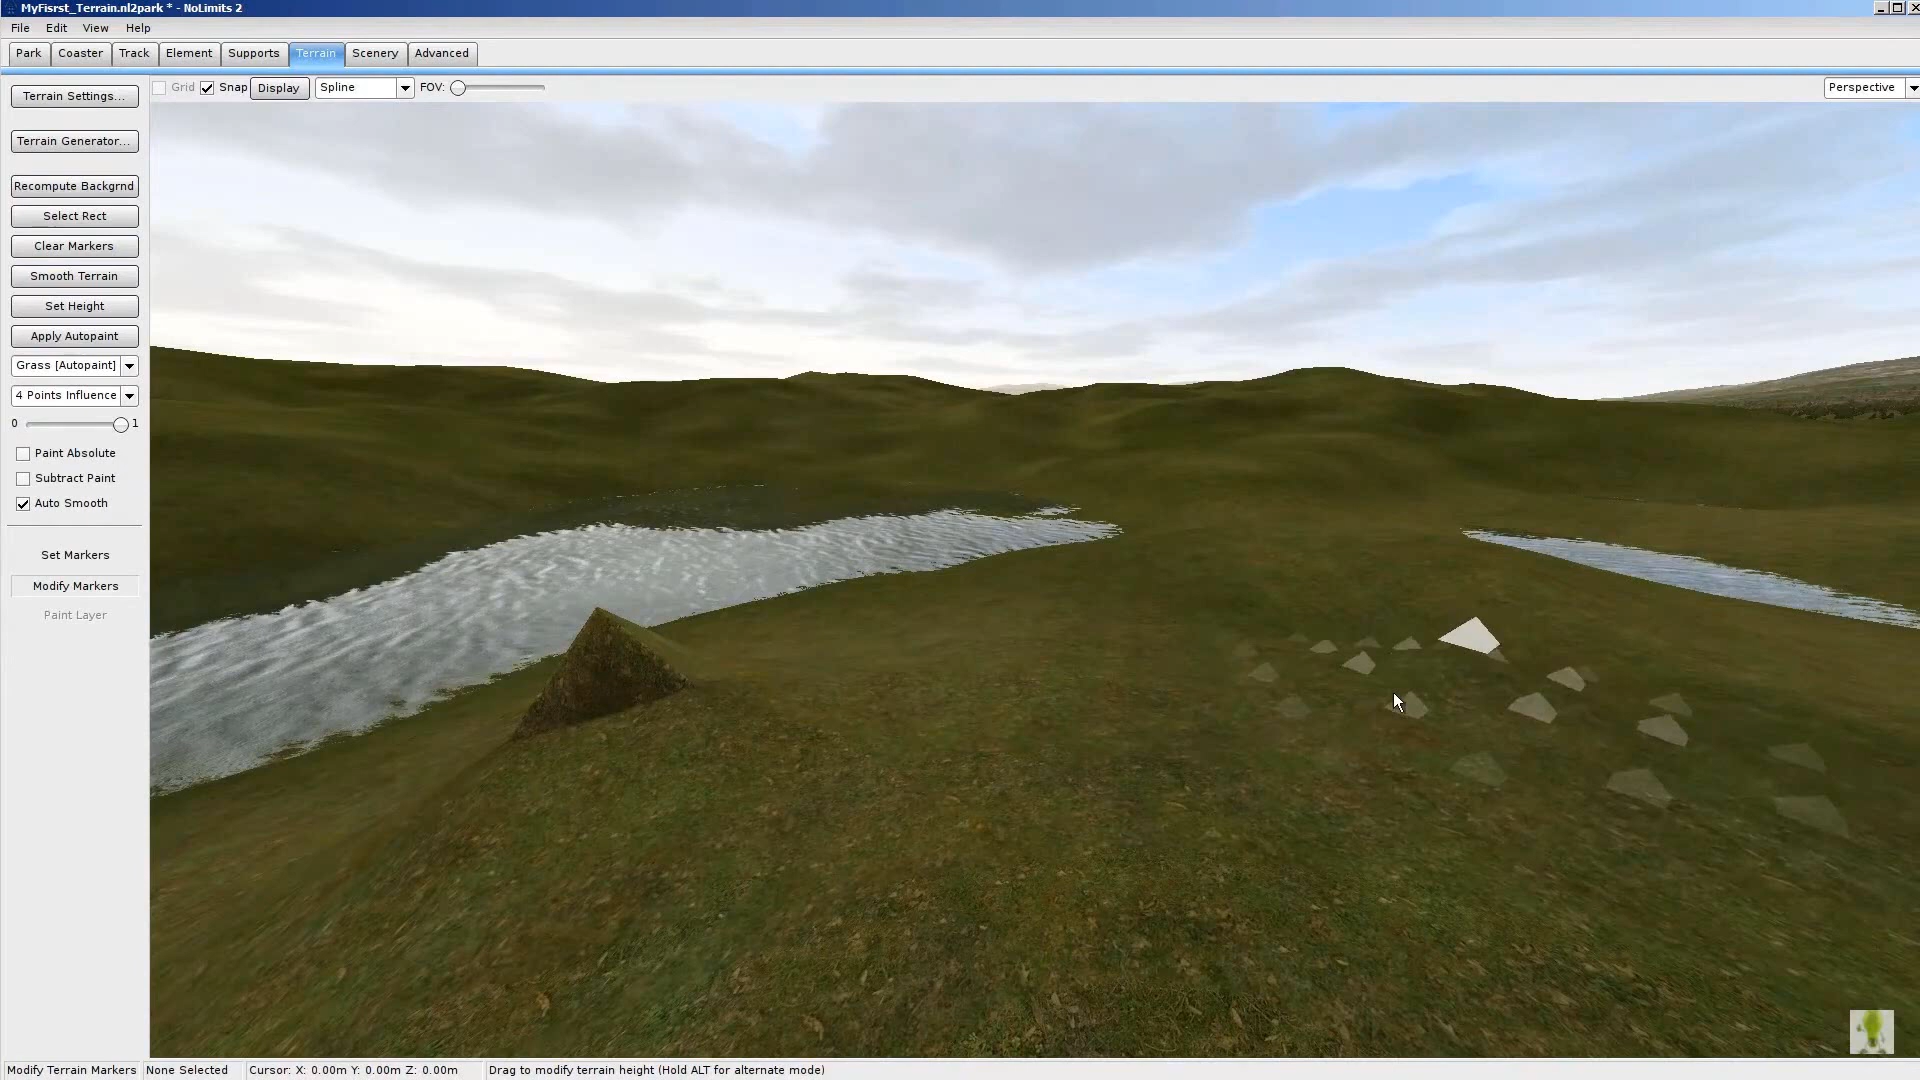 MyFisrst_Terrain.nl2park * - NoLimits 2
File Edit View Help
Park Coaster Track Element Supports Terrain Scenery Advanced
Grid Snap Display Spline FOV: Perspective
Terrain Settings...
Terrain Generator...
Recompute Backgrnd
Select Rect
Clear Markers
Smooth Terrain
Set Height
Apply Autopaint
Grass [Autopaint]
4 Points Influence
0 1
Paint Absolute
Subtract Paint
Auto Smooth
Set Markers
Modify Markers
Paint Layer
Modify Terrain Markers None Selected Cursor: X: 0.00m Y: 0.00m Z: 0.00m Drag to modify terrain height (Hold ALT for alternate mode)